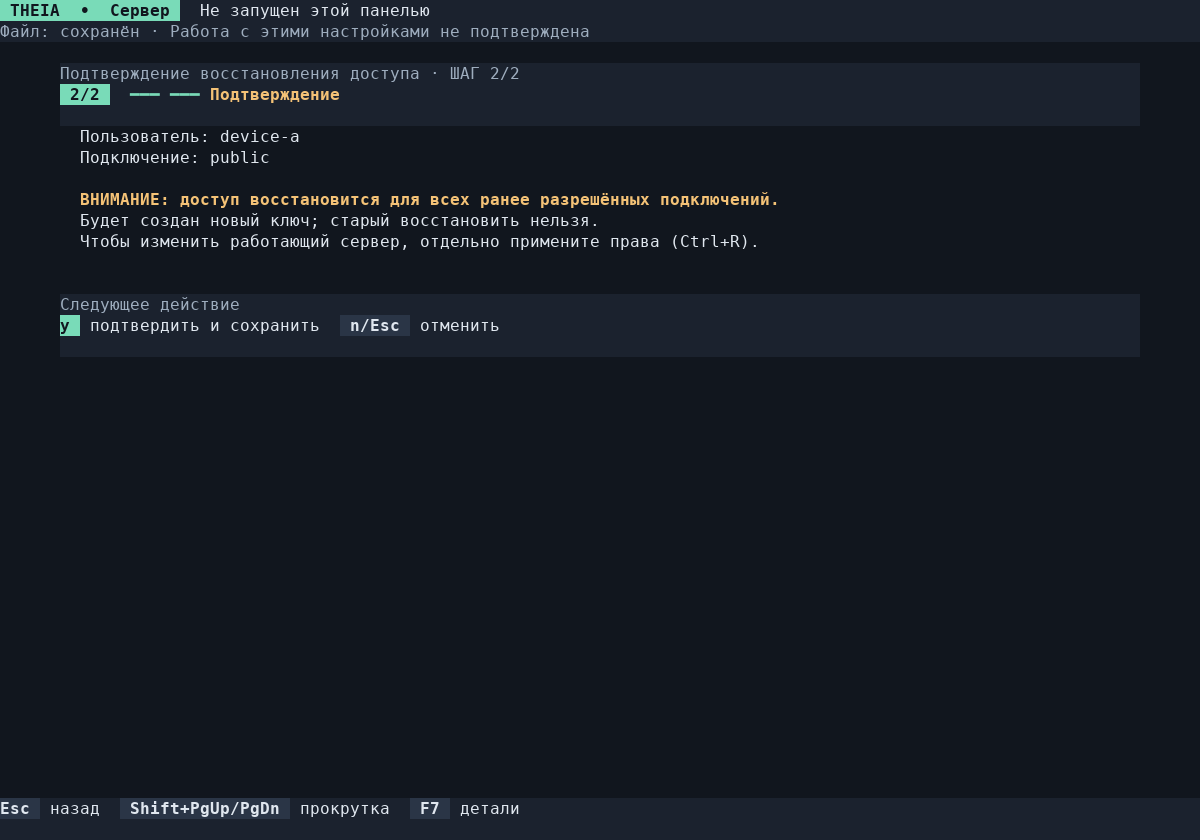 THEIA • Сервер Не запущен этой панелью
Файл: сохранён · Работа с этими настройками не подтверждена
Подтверждение восстановления доступа · ШАГ 2/2
2/2 ━━━ ━━━ Подтверждение
Пользователь: device-a
Подключение: public
ВНИМАНИЕ: доступ восстановится для всех ранее разрешённых подключений.
Будет создан новый ключ; старый восстановить нельзя.
Чтобы изменить работающий сервер, отдельно примените права (Ctrl+R).
Следующее действие
y подтвердить и сохранить n/Esc отменить
Esc назад Shift+PgUp/PgDn прокрутка F7 детали